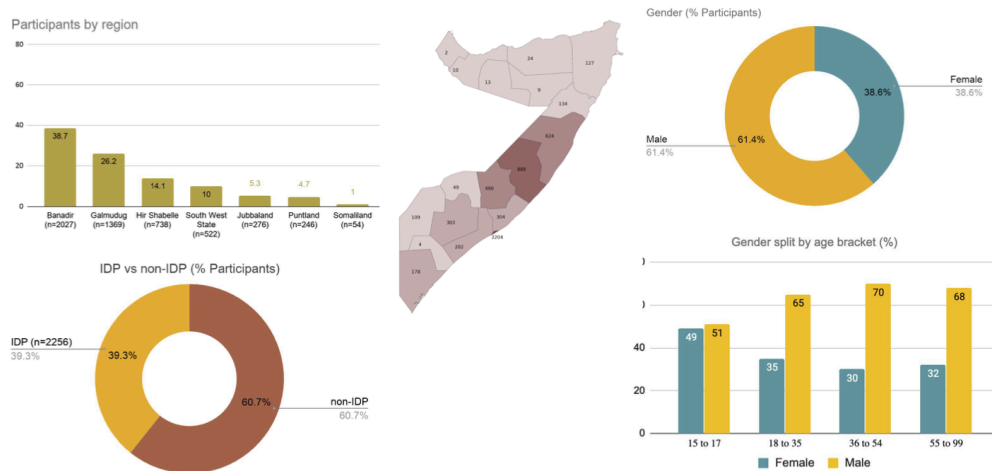 Participants by region
80
60
40
20
0
38.7
26.2
14.1
10
5.3
4.7
1
Banadir
(n=2027)
Galmudug
(n=1369)
Hir Shabelle
(n=738)
South West
State
(n=522)
Jubbaland
(n=276)
Puntland
(n=246)
Somaliland
(n=54)
2
10
13
24
9
127
134
624
49
109
303
304
2204
4
202
178
Gender (% Participants)
Female
38.6%
38.6%
Male
61.4%
61.4%
IDP vs non-IDP (% Participants)
IDP (n=2256)
39.3%
39.3%
60.7%
non-IDP
60.7%
Gender split by age bracket (%)
40
20
0
49
51
35
65
30
70
32
68
15 to 17
18 to 35
36 to 54
55 to 99
Female
Male